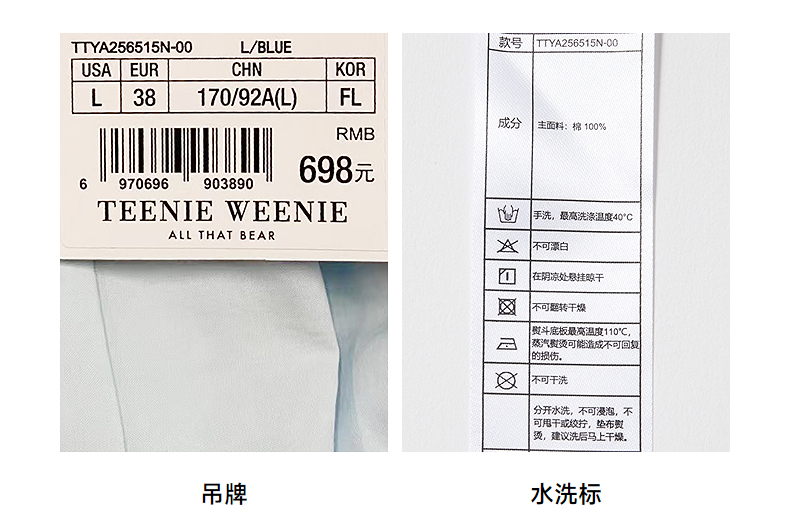 TTYA256515N-00 L/BLUE
USA EUR CHN KOR
L 38 170/92A(L) FL
RMB
698元
6 970696 903890
TEENIE WEENIE
ALL THAT BEAR
吊牌
款号 TTYA256515N-00
成分 主面料：棉 100%
手洗，最高洗涤温度40°C
不可漂白
在阴凉处悬挂晾干
不可翻转干燥
熨斗底板最高温度110°C，
蒸汽熨烫可能造成不可回复
的损伤。
不可干洗
分开水洗，不可浸泡，不
可甩干或绞拧，垫布熨
烫，建议洗后马上干燥。
水洗标